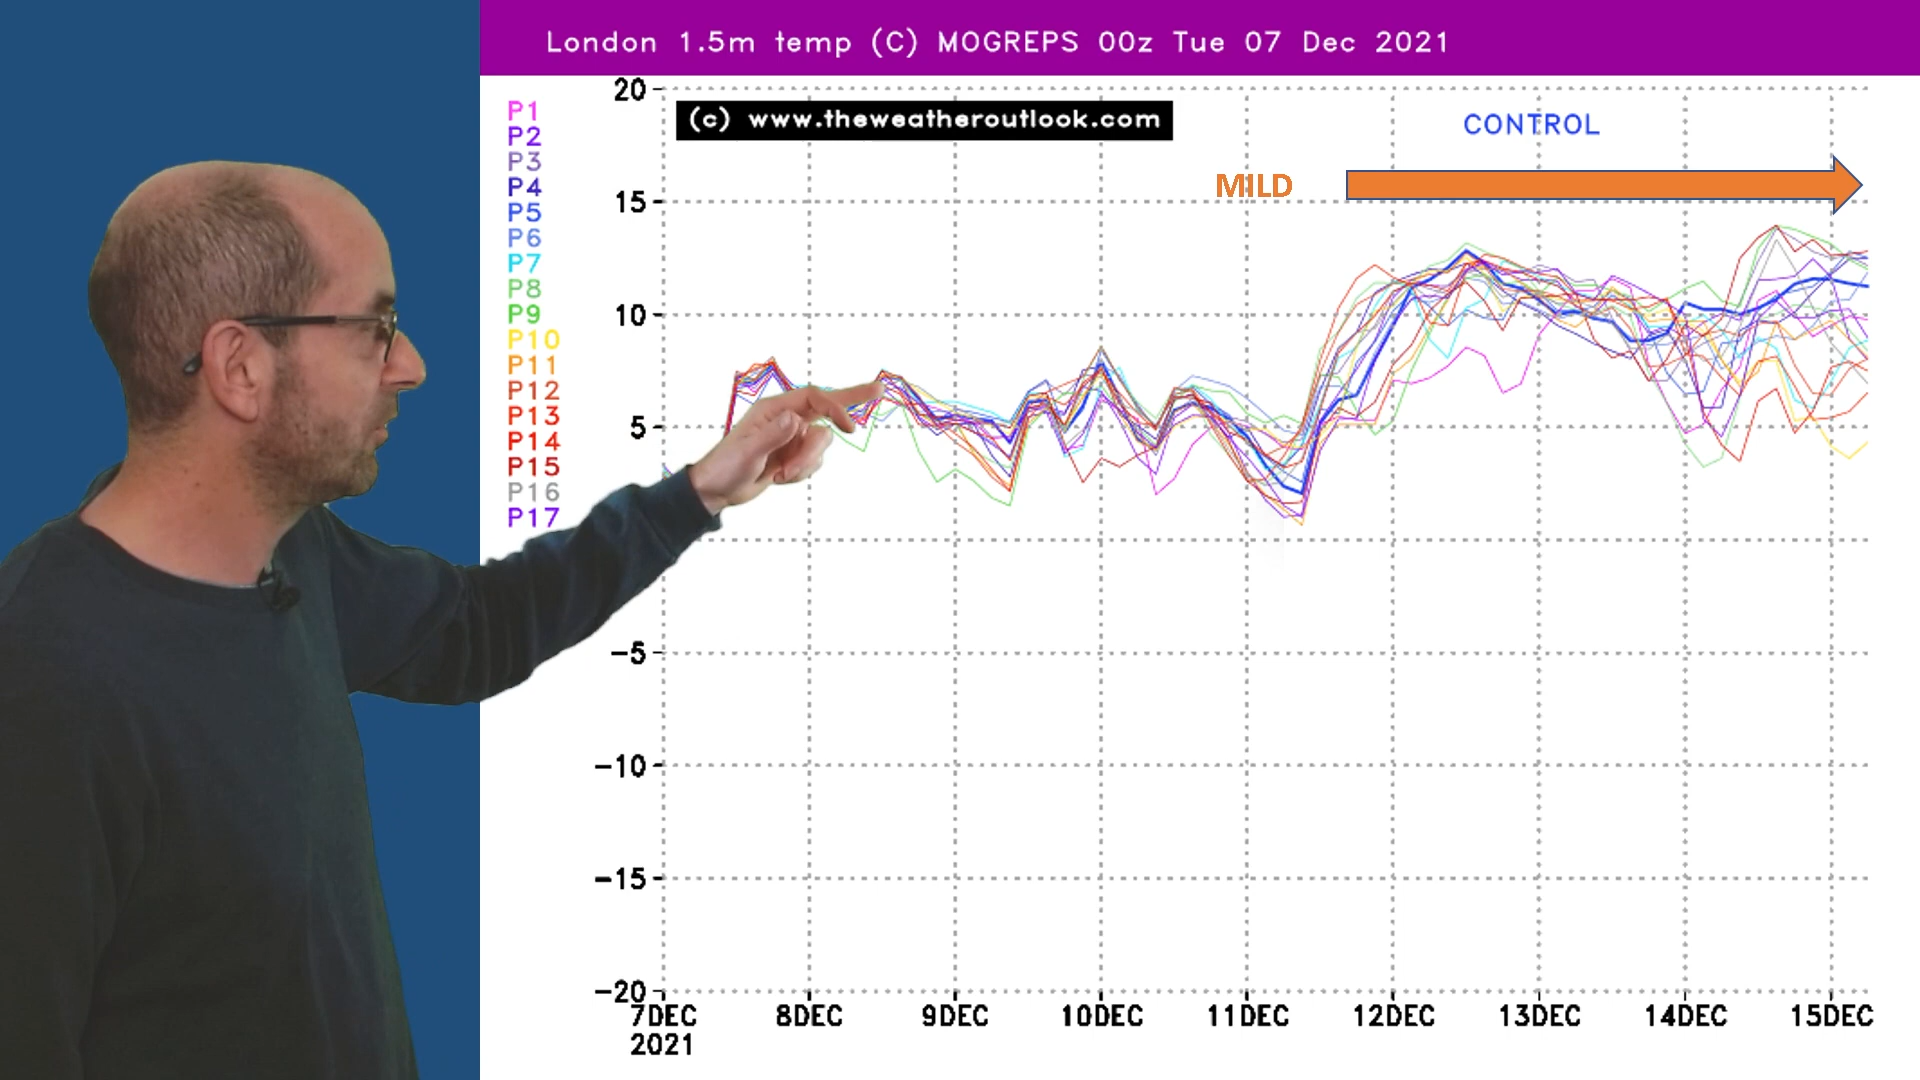 London 1.5m temp (C) MOGREPS 00z Tue 07 Dec 2021
(c) www.theweatheroutlook.com
CONTROL
MILD
P1
P2
P3
P4
P5
P6
P7
P8
P9
P10
P11
P12
P13
P14
P15
P16
P17
20
15
10
5
−5
−10
−15
−20
7DEC 8DEC 9DEC 10DEC 11DEC 12DEC 13DEC 14DEC 15DEC
2021